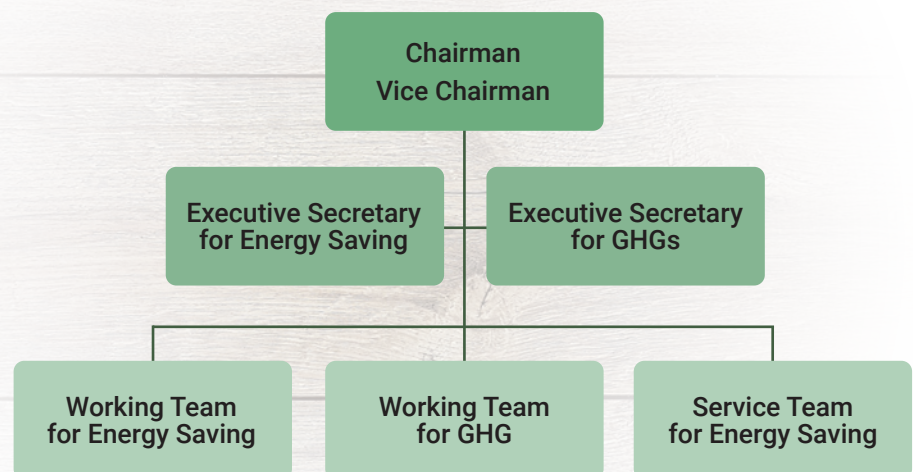 Chairman
Vice Chairman
Executive Secretary
for Energy Saving
Executive Secretary
for GHGs
Working Team
for Energy Saving
Working Team
for GHG
Service Team
for Energy Saving